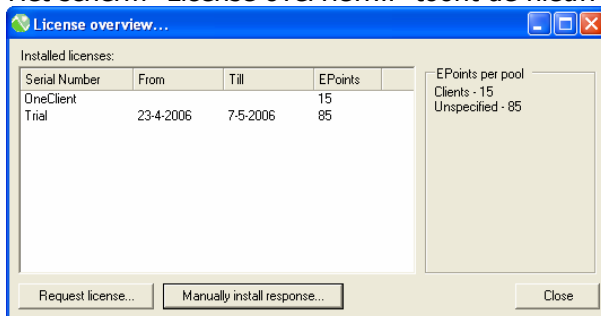 License overview...
Installed licenses:
Serial Number From Till EPoints
OneClient 15
Trial 23-4-2006 7-5-2006 85
EPoints per pool
Clients - 15
Unspecified - 85
Request license... Manually install response... Close